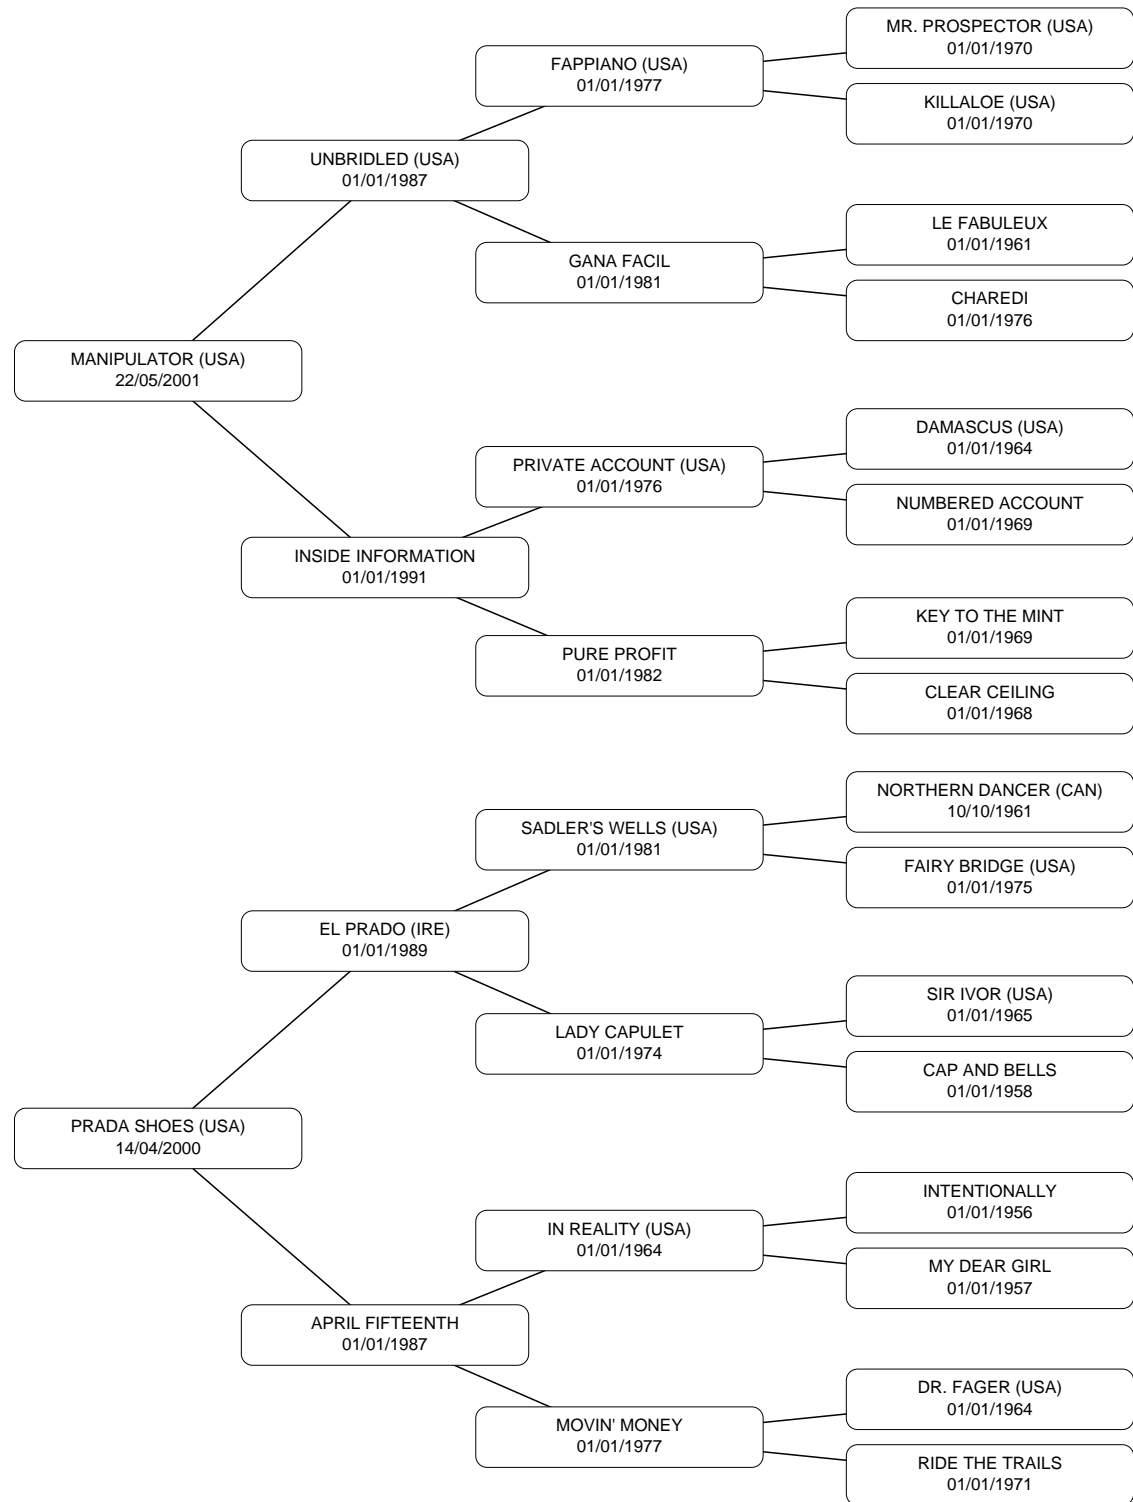 MR. PROSPECTOR (USA)
01/01/1970
FAPPIANO (USA)
01/01/1977
KILLALOE (USA)
01/01/1970
UNBRIDLED (USA)
01/01/1987
LE FABULEUX
01/01/1961
GANA FACIL
01/01/1981
CHAREDI
01/01/1976
MANIPULATOR (USA)
22/05/2001
DAMASCUS (USA)
01/01/1964
PRIVATE ACCOUNT (USA)
01/01/1976
NUMBERED ACCOUNT
01/01/1969
INSIDE INFORMATION
01/01/1991
KEY TO THE MINT
01/01/1969
PURE PROFIT
01/01/1982
CLEAR CEILING
01/01/1968
NORTHERN DANCER (CAN)
10/10/1961
SADLER'S WELLS (USA)
01/01/1981
FAIRY BRIDGE (USA)
01/01/1975
EL PRADO (IRE)
01/01/1989
SIR IVOR (USA)
01/01/1965
LADY CAPULET
01/01/1974
CAP AND BELLS
01/01/1958
PRADA SHOES (USA)
14/04/2000
INTENTIONALLY
01/01/1956
IN REALITY (USA)
01/01/1964
MY DEAR GIRL
01/01/1957
APRIL FIFTEENTH
01/01/1987
DR. FAGER (USA)
01/01/1964
MOVIN' MONEY
01/01/1977
RIDE THE TRAILS
01/01/1971